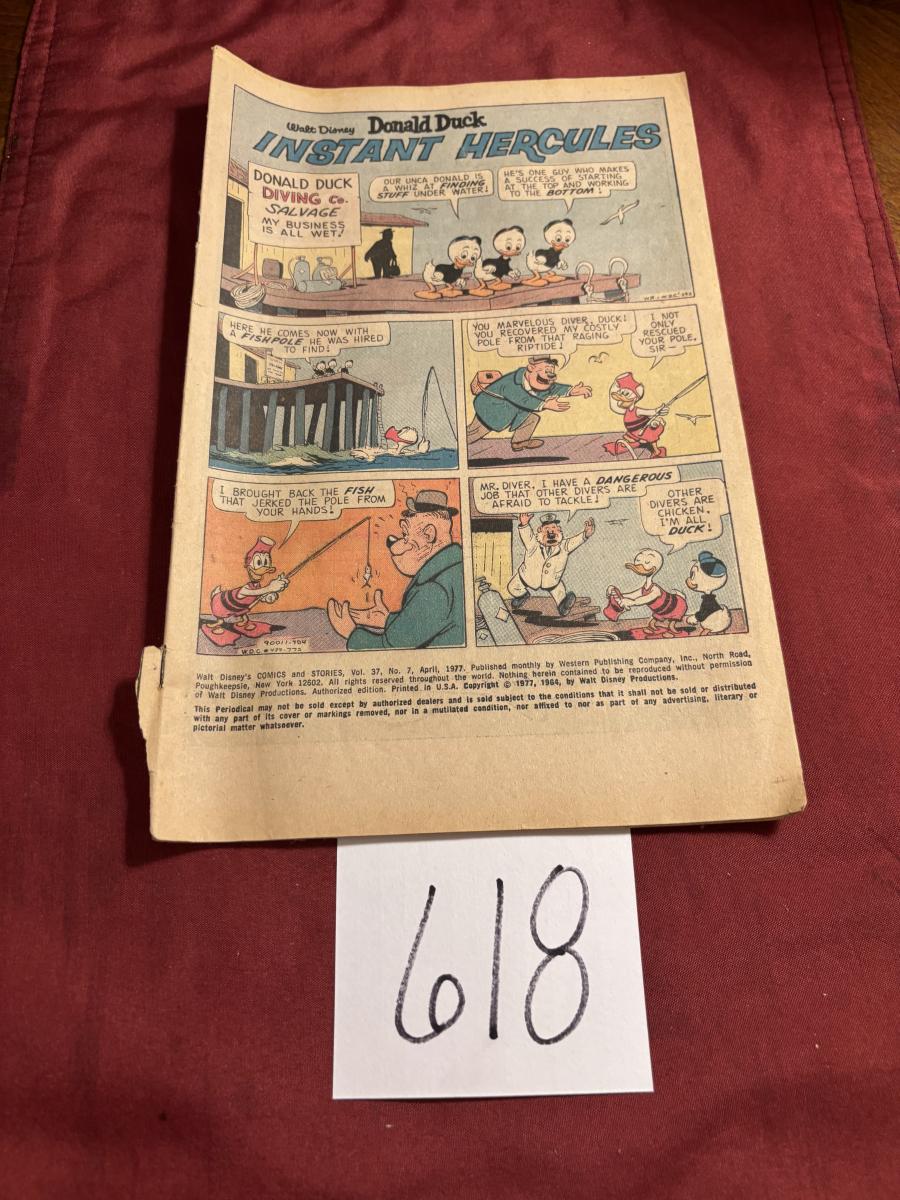 Walt Disney Donald Duck
INSTANT HERCULES
DONALD DUCK
DIVING Co.
SALVAGE
MY BUSINESS
IS ALL WET!
OUR UNCA DONALD IS
A WHIZ AT FINDING
STUFF UNDER WATER!
HE'S ONE GUY WHO MAKES
A SUCCESS OF STARTING
AT THE TOP AND WORKING
TO THE BOTTOM!
HERE HE COMES NOW WITH
A FISHPOLE HE WAS HIRED
TO FIND!
YOU MARVELOUS DIVER, DUCK!
YOU RECOVERED MY COSTLY
POLE FROM THAT RAGING
RIPTIDE!
I NOT
ONLY
RESCUED
YOUR POLE,
SIR—
I BROUGHT BACK THE FISH
THAT JERKED THE POLE FROM
YOUR HANDS!
90011-704
MR. DIVER, I HAVE A DANGEROUS
JOB THAT OTHER DIVERS ARE
AFRAID TO TACKLE!
OTHER
DIVERS ARE
CHICKEN.
I'M ALL
DUCK!
Walt Disney's COMICS and STORIES, Vol. 37, No. 7, April, 1977. Published monthly by Western Publishing Company, Inc., North Road,
Poughkeepsie, New York 12602. All rights reserved throughout the world. Nothing herein contained to be reproduced without permission
of Walt Disney Productions. Authorized edition. Printed in U.S.A. Copyright © 1977, 1964, by Walt Disney Productions.
This Periodical may not be sold except by authorized dealers and is sold subject to the conditions that it shall not be sold or distributed
with any part of its cover or markings removed, nor in a mutilated condition, nor affixed to nor as part of any advertising, literary or
pictorial matter whatsoever.
618